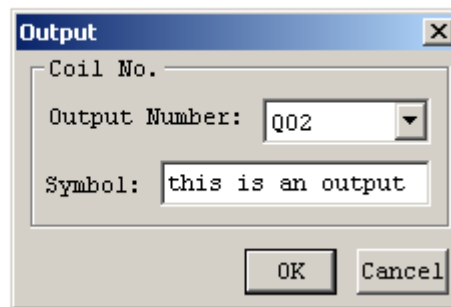 Output
Coil No.
Output Number: Q02
Symbol: this is an output
OK Cancel